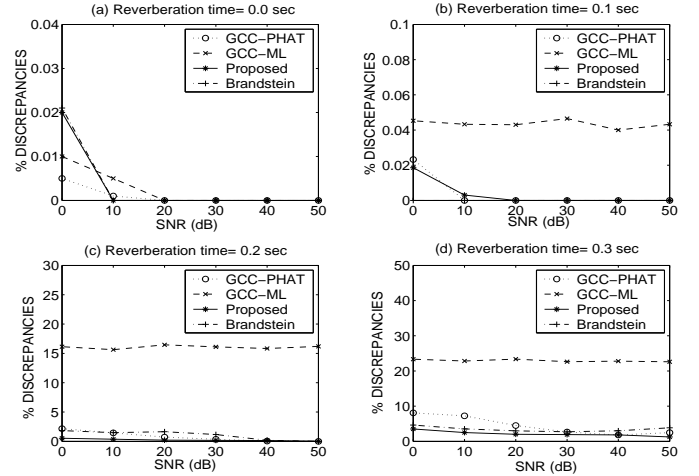 (a) Reverberation time= 0.0 sec
0.04
0.03
0.02
0.01
0
% DISCREPANCIES
GCC-PHAT
GCC-ML
Proposed
Brandstein
0 10 20 30 40 50
SNR (dB)
(b) Reverberation time= 0.1 sec
0.1
0.08
0.06
0.04
0.02
0
% DISCREPANCIES
GCC-PHAT
GCC-ML
Proposed
Brandstein
0 10 20 30 40 50
SNR (dB)
(c) Reverberation time= 0.2 sec
30
25
20
15
10
5
0
% DISCREPANCIES
GCC-PHAT
GCC-ML
Proposed
Brandstein
0 10 20 30 40 50
SNR (dB)
(d) Reverberation time= 0.3 sec
50
40
30
20
10
0
% DISCREPANCIES
GCC-PHAT
GCC-ML
Proposed
Brandstein
0 10 20 30 40 50
SNR (dB)